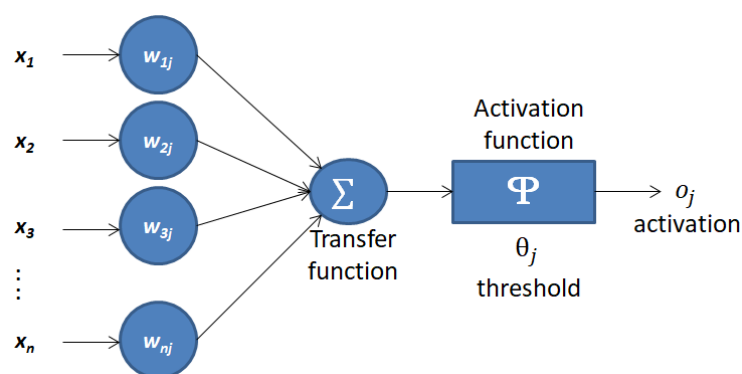 x1
w1j
x2
w2j
x3
w3j
⋮
xn
wnj
Σ
Transfer
function
Activation
function
φ
θj
threshold
oj
activation